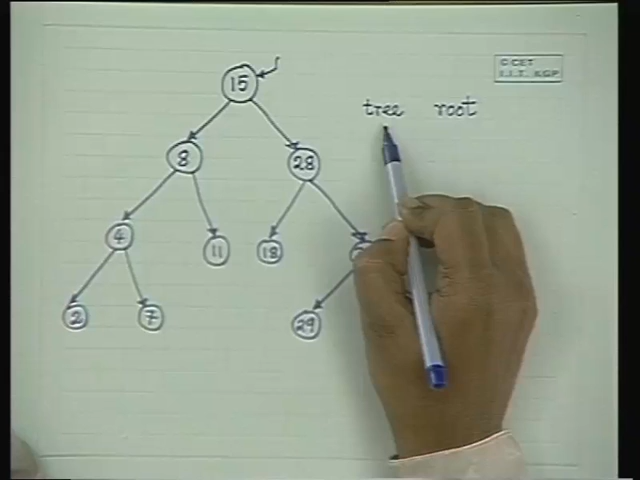 © CET
I.I.T. KGP
15
tree root
8 28
4 11 18
2 7 29